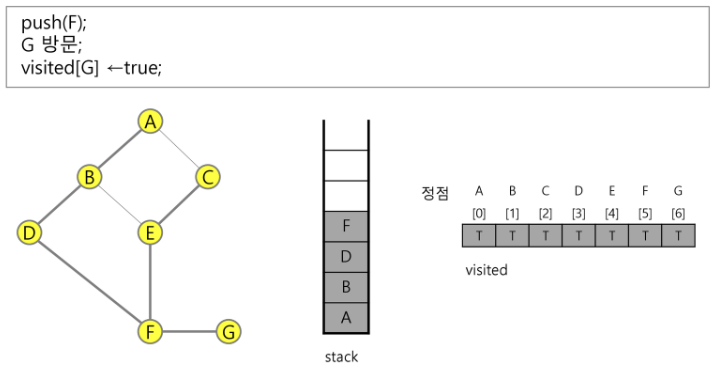 push(F);
G 방문;
visited[G] ←true;
A
B
C
D
E
F
G
F
D
B
A
stack
정점 A B C D E F G
[0] [1] [2] [3] [4] [5] [6]
T T T T T T T
visited